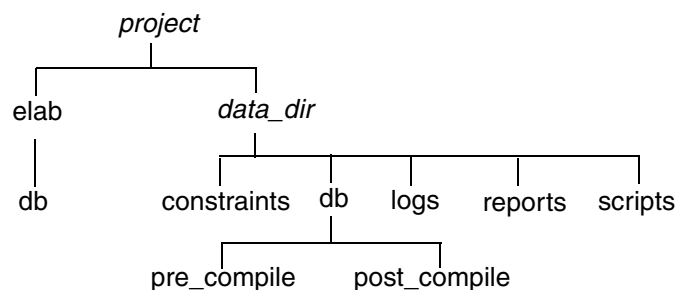 project
elab data_dir
db constraints db logs reports scripts
pre_compile post_compile